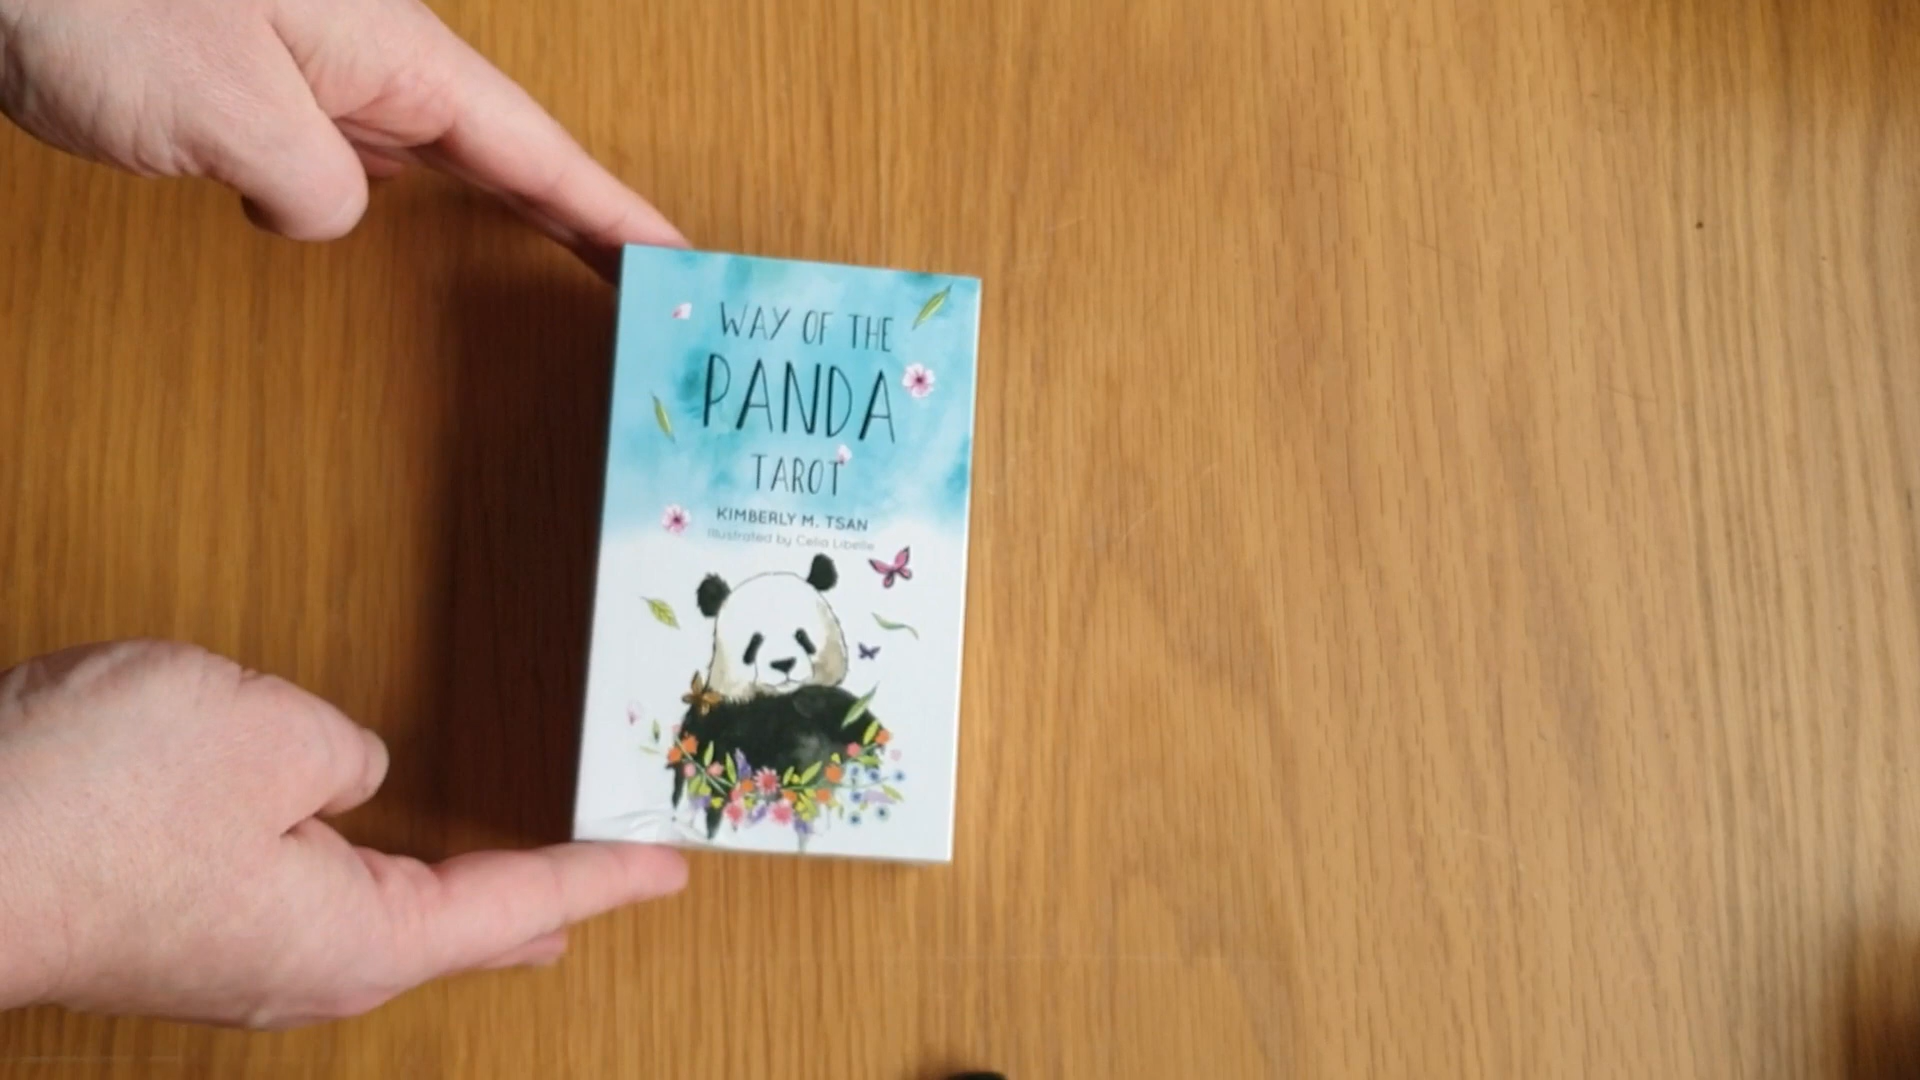 WAY OF THE
PANDA
TAROT
KIMBERLY M. TSAN
Illustrated by Celia Libelle